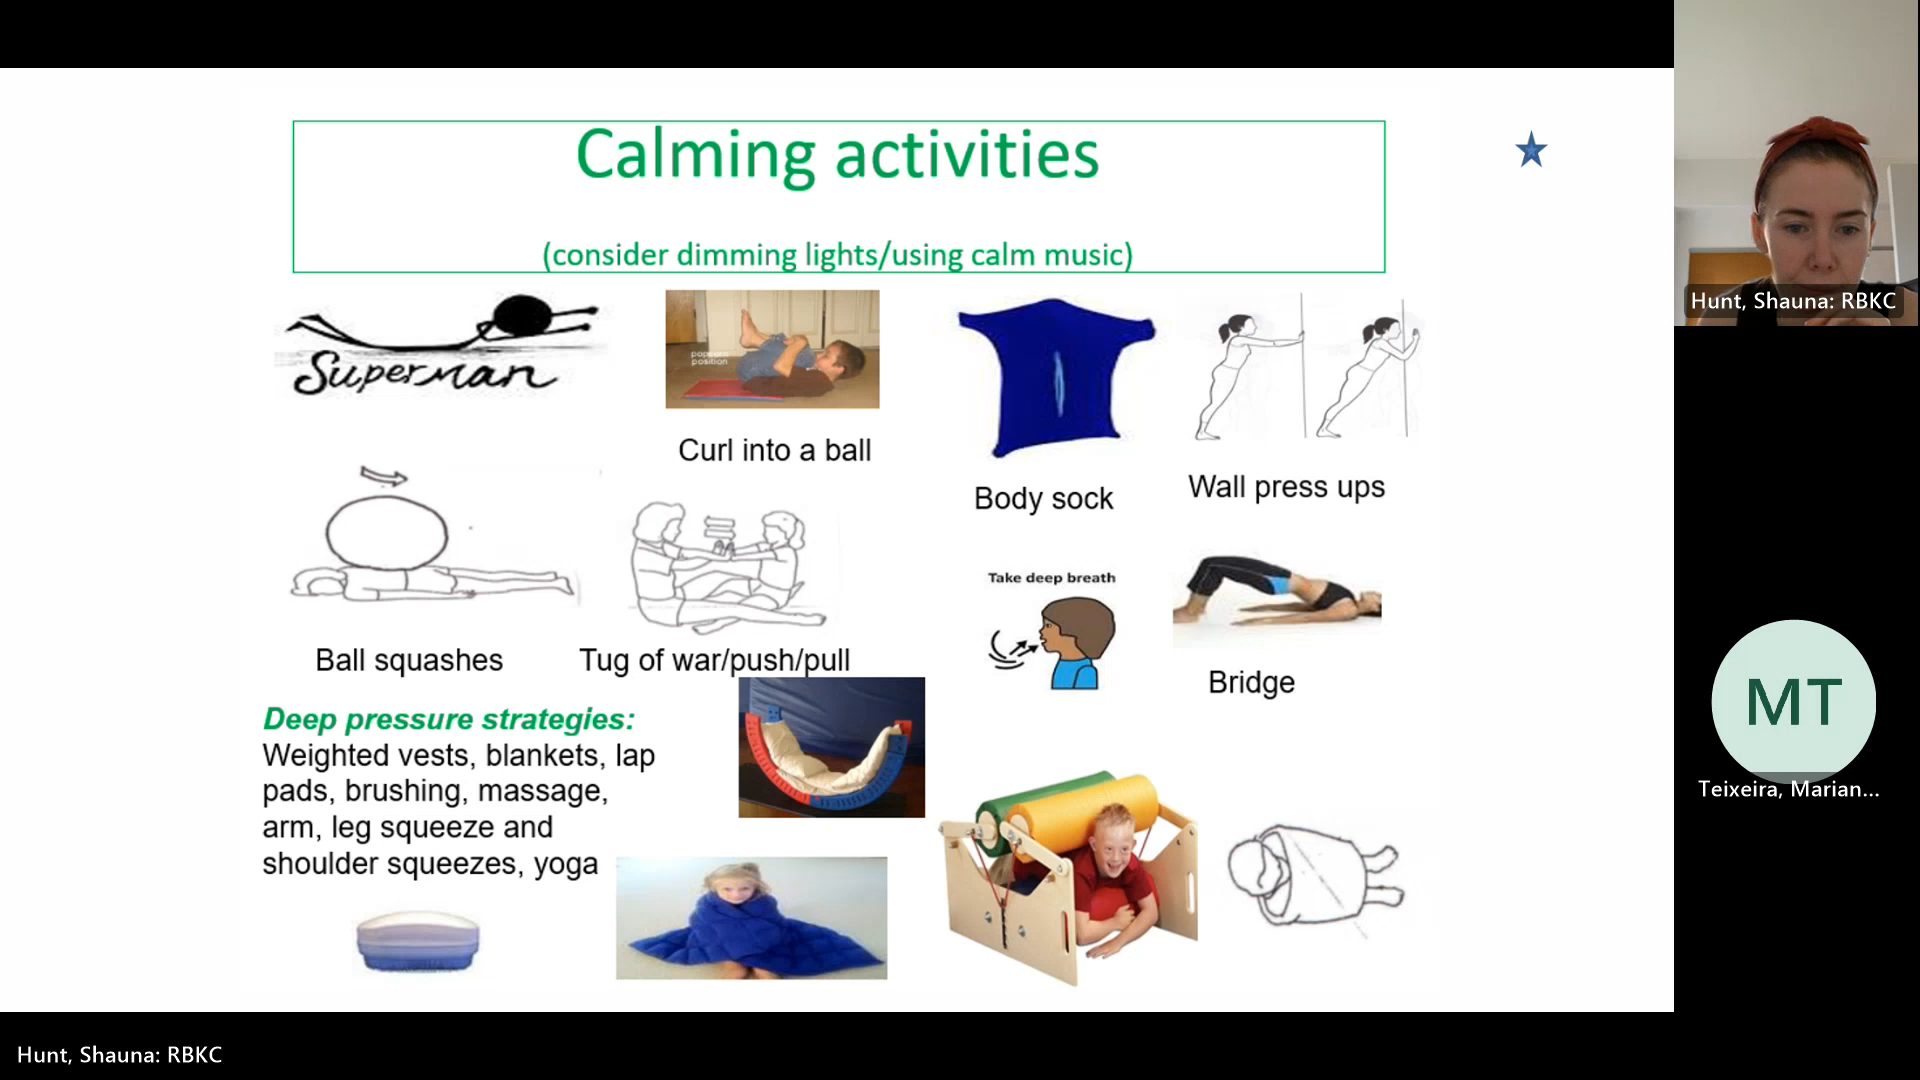 Calming activities
(consider dimming lights/using calm music)
Superman
popcorn
position
Curl into a ball
Body sock
Wall press ups
Ball squashes
Tug of war/push/pull
Take deep breath
Bridge
Deep pressure strategies:
Weighted vests, blankets, lap
pads, brushing, massage,
arm, leg squeeze and
shoulder squeezes, yoga
Hunt, Shauna: RBKC
MT
Teixeira, Marian...
Hunt, Shauna: RBKC